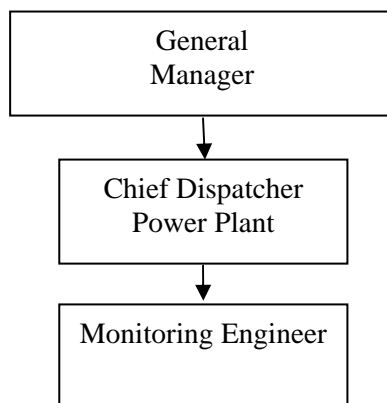 General
Manager
Chief Dispatcher
Power Plant
Monitoring Engineer